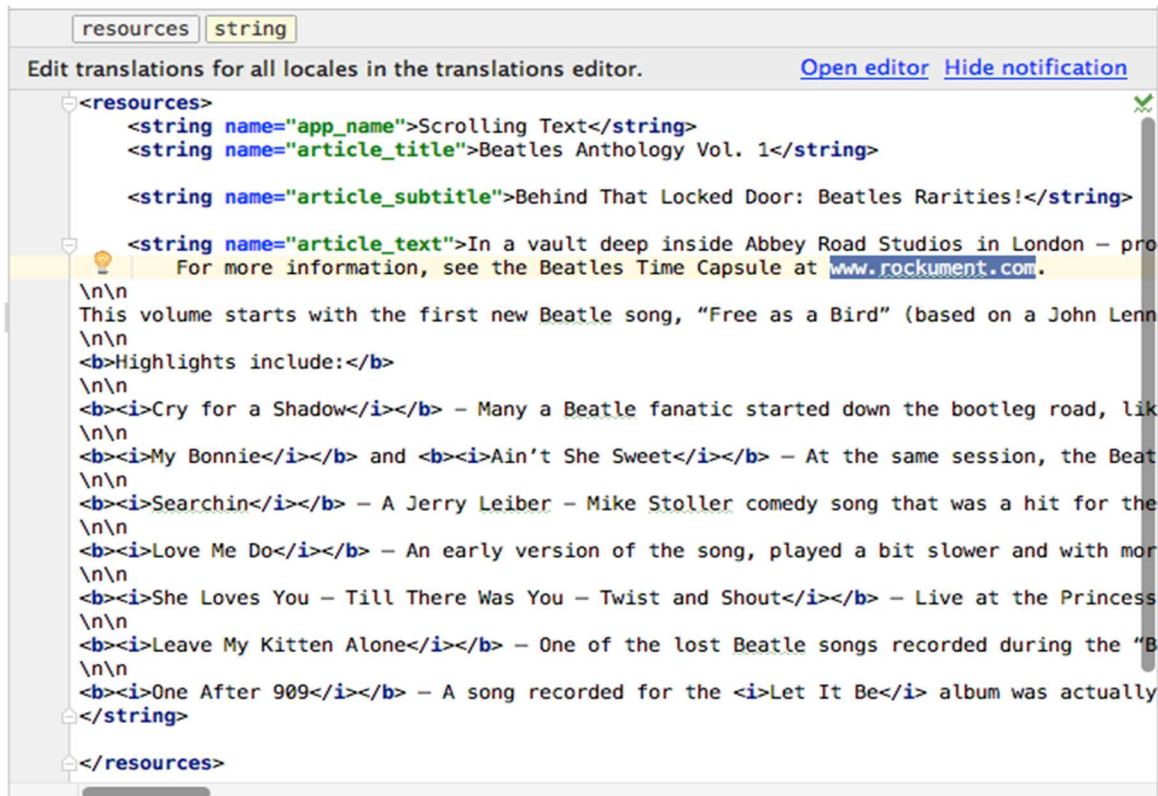 resources string
Edit translations for all locales in the translations editor. Open editor Hide notification
<resources>
<string name="app_name">Scrolling Text</string>
<string name="article_title">Beatles Anthology Vol. 1</string>
<string name="article_subtitle">Behind That Locked Door: Beatles Rarities!</string>
<string name="article_text">In a vault deep inside Abbey Road Studios in London – pro
For more information, see the Beatles Time Capsule at www.rockument.com.
\n\n
This volume starts with the first new Beatle song, “Free as a Bird” (based on a John Lenn
\n\n
<b>Highlights include:</b>
\n\n
<b><i>Cry for a Shadow</i></b> – Many a Beatle fanatic started down the bootleg road, lik
\n\n
<b><i>My Bonnie</i></b> and <b><i>Ain’t She Sweet</i></b> – At the same session, the Beat
\n\n
<b><i>Searchin</i></b> – A Jerry Leiber – Mike Stoller comedy song that was a hit for the
\n\n
<b><i>Love Me Do</i></b> – An early version of the song, played a bit slower and with mor
\n\n
<b><i>She Loves You – Till There Was You – Twist and Shout</i></b> – Live at the Princess
\n\n
<b><i>Leave My Kitten Alone</i></b> – One of the lost Beatle songs recorded during the “B
\n\n
<b><i>One After 909</i></b> – A song recorded for the <i>Let It Be</i> album was actually
</string>
</resources>